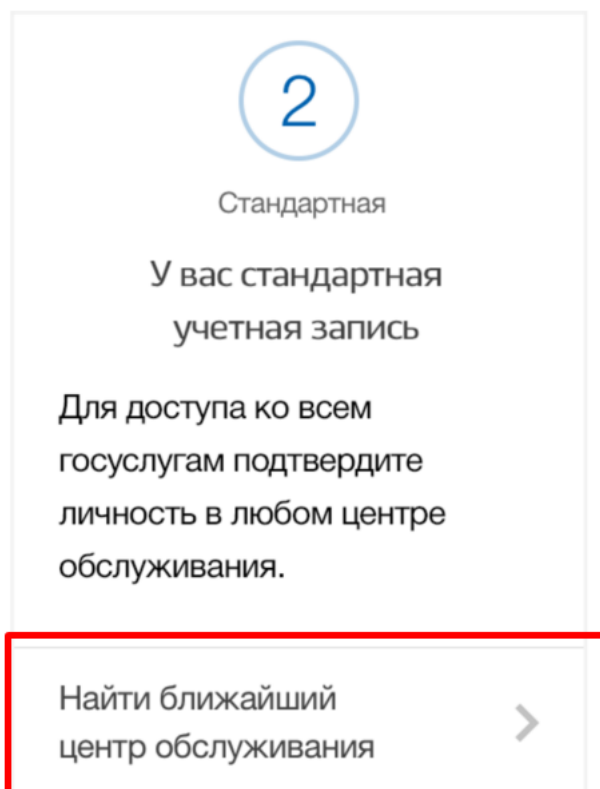 2
Стандартная
У вас стандартная
учетная запись
Для доступа ко всем
госуслугам подтвердите
личность в любом центре
обслуживания.
Найти ближайший
центр обслуживания